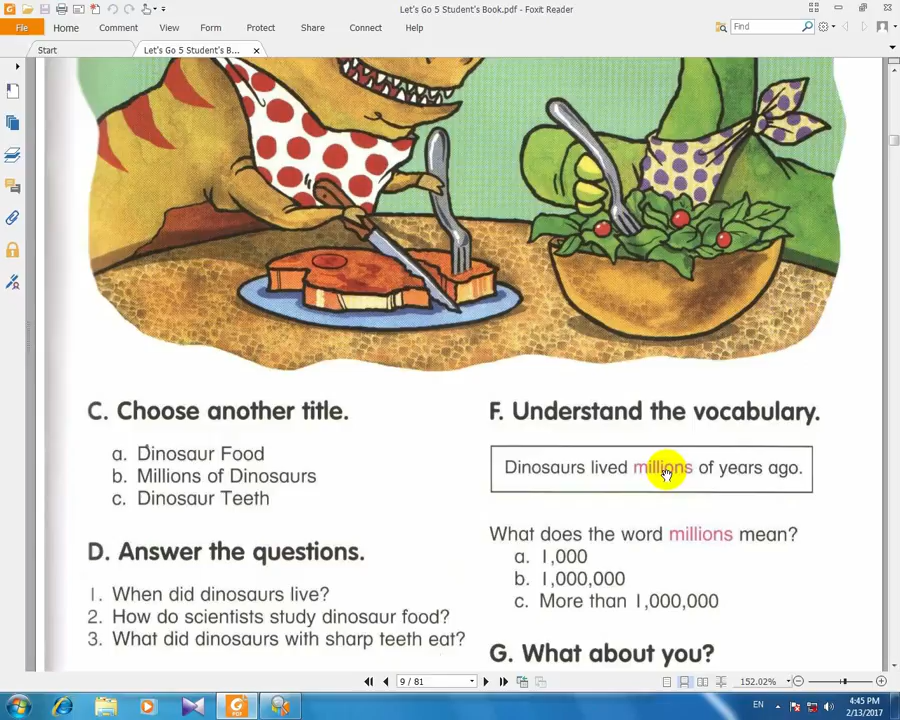 Let's Go 5 Student's Book.pdf - Foxit Reader
File Home Comment View Form Protect Share Connect Help Find
Start Let's Go 5 Student's B...
C. Choose another title.
a. Dinosaur Food
b. Millions of Dinosaurs
c. Dinosaur Teeth
D. Answer the questions.
1. When did dinosaurs live?
2. How do scientists study dinosaur food?
3. What did dinosaurs with sharp teeth eat?
F. Understand the vocabulary.
Dinosaurs lived millions of years ago.
What does the word millions mean?
a. 1,000
b. 1,000,000
c. More than 1,000,000
G. What about you?
9 / 81 152.02%
EN 4:45 PM
2/13/2017